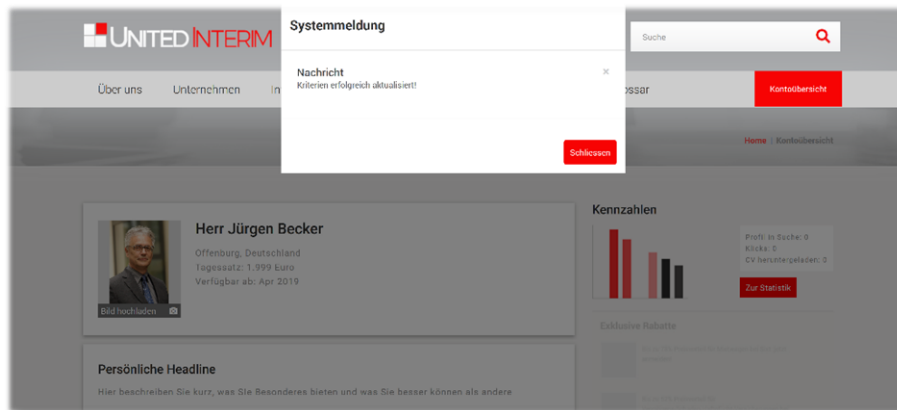 UNITED INTERIM
Systemmeldung
Nachricht
×
Kriterien erfolgreich aktualisiert!
Schliessen
Suche
Über uns
Unternehmen
In
ossar
Kontoübersicht
Home | Kontoübersicht
Herr Jürgen Becker
Offenburg, Deutschland
Tagessatz: 1.999 Euro
Verfügbar ab: Apr 2019
Bild hochladen
Persönliche Headline
Hier beschreiben Sie kurz, was Sie Besonderes bieten und was Sie besser können als andere
Kennzahlen
Profil in Suche: 0
Klicks: 0
CV heruntergeladen: 0
Zur Statistik
Exklusive Rabatte